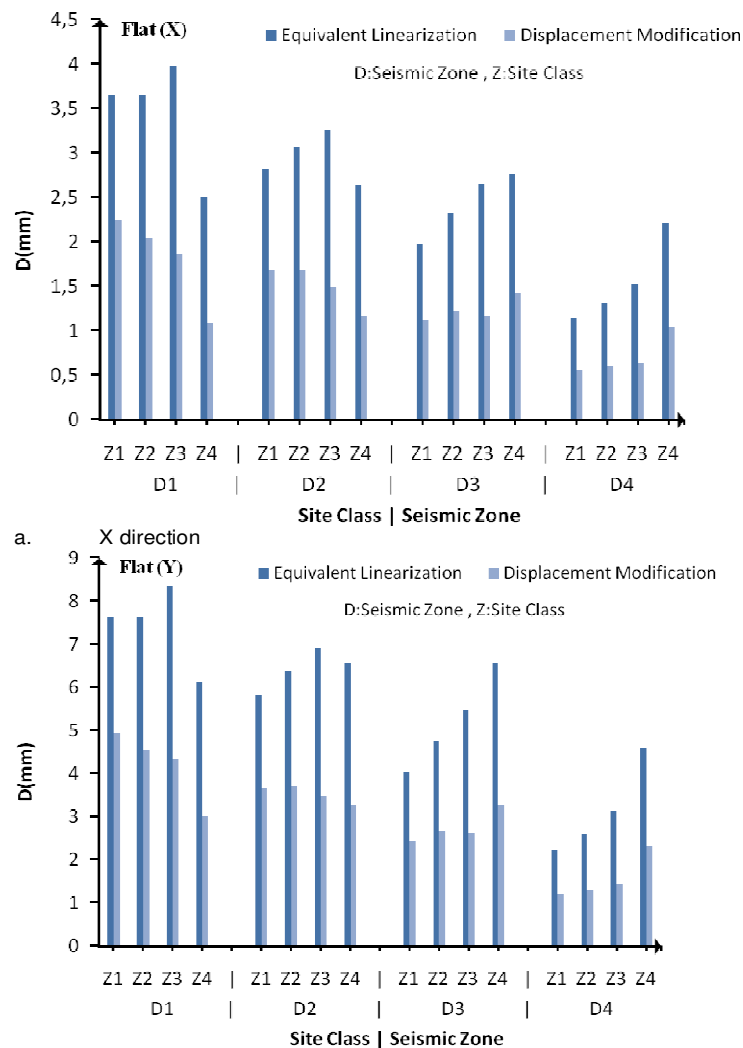 4,5
Flat (X)
Equivalent Linearization
Displacement Modification
D:Seismic Zone , Z:Site Class
4
3,5
3
2,5
2
1,5
1
0,5
0
D(mm)
Z1 Z2 Z3 Z4 | Z1 Z2 Z3 Z4 | Z1 Z2 Z3 Z4 | Z1 Z2 Z3 Z4
D1 | D2 | D3 | D4
Site Class | Seismic Zone
a. X direction
9
Flat (Y)
Equivalent Linearization
Displacement Modification
D:Seismic Zone , Z:Site Class
8
7
6
5
4
3
2
1
0
D(mm)
Z1 Z2 Z3 Z4 | Z1 Z2 Z3 Z4 | Z1 Z2 Z3 Z4 | Z1 Z2 Z3 Z4
D1 | D2 | D3 | D4
Site Class | Seismic Zone